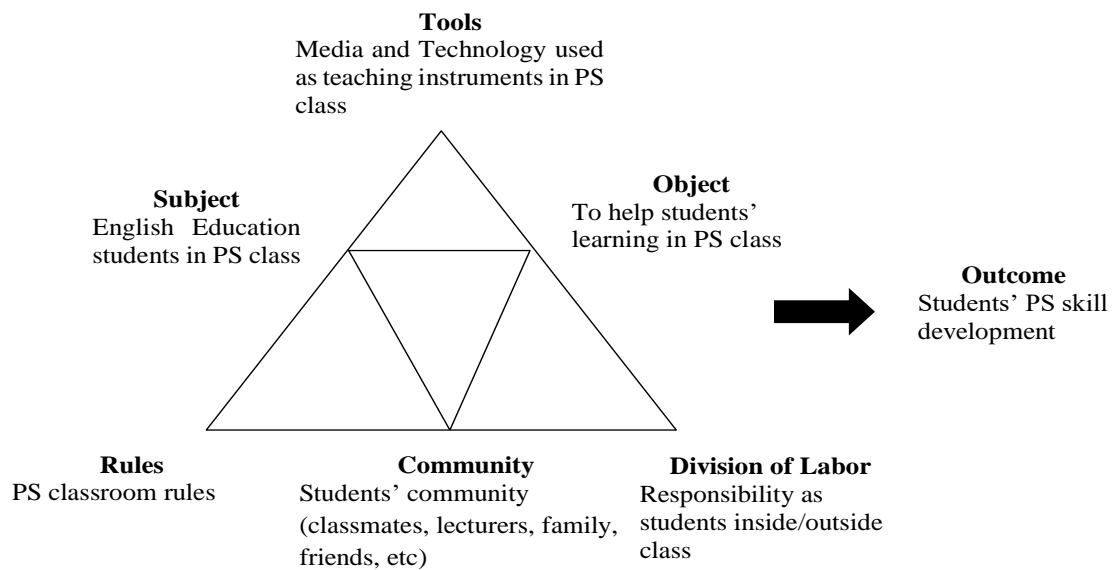 Tools
Media and Technology used
as teaching instruments in PS
class
Subject
English Education
students in PS class
Object
To help students’
learning in PS class
Outcome
Students’ PS skill
development
Rules
PS classroom rules
Community
Students’ community
(classmates, lecturers, family,
friends, etc)
Division of Labor
Responsibility as
students inside/outside
class